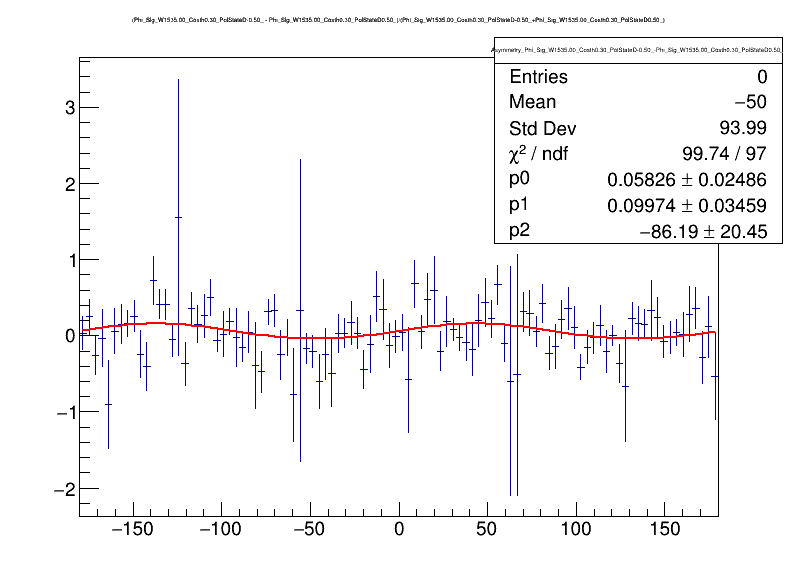 (Phi_Sig_W1535.00_Costh0.30_PolStateD-0.50_ - Phi_Sig_W1535.00_Costh0.30_PolStateD0.50_)/(Phi_Sig_W1535.00_Costh0.30_PolStateD-0.50_+Phi_Sig_W1535.00_Costh0.30_PolStateD0.50_)
Asymmetry_Phi_Sig_W1535.00_Costh0.30_PolStateD-0.50_-Phi_Sig_W1535.00_Costh0.30_PolStateD0.50_
Entries 0
Mean −50
Std Dev 93.99
χ² / ndf 99.74 / 97
p0 0.05826 ± 0.02486
p1 0.09974 ± 0.03459
p2 −86.19 ± 20.45
3
2
1
0
−1
−2
−150 −100 −50 0 50 100 150